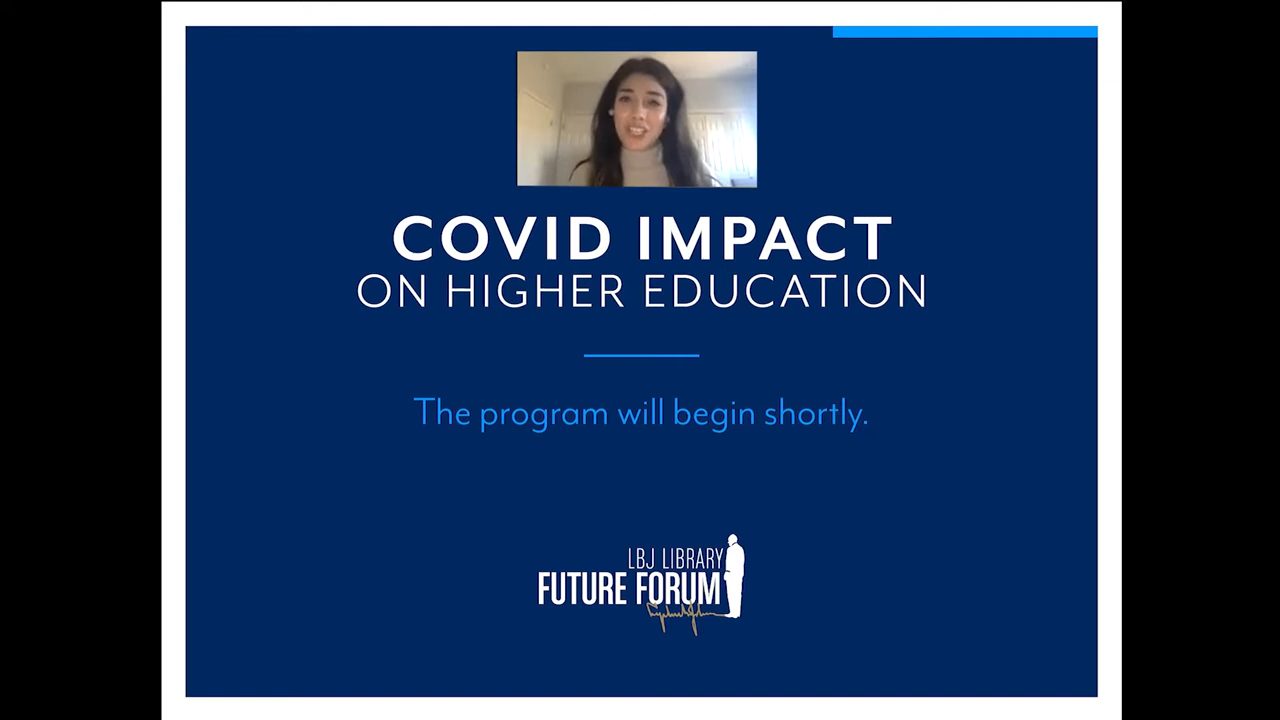 COVID IMPACT
ON HIGHER EDUCATION
The program will begin shortly.
LBJ LIBRARY
FUTURE FORUM